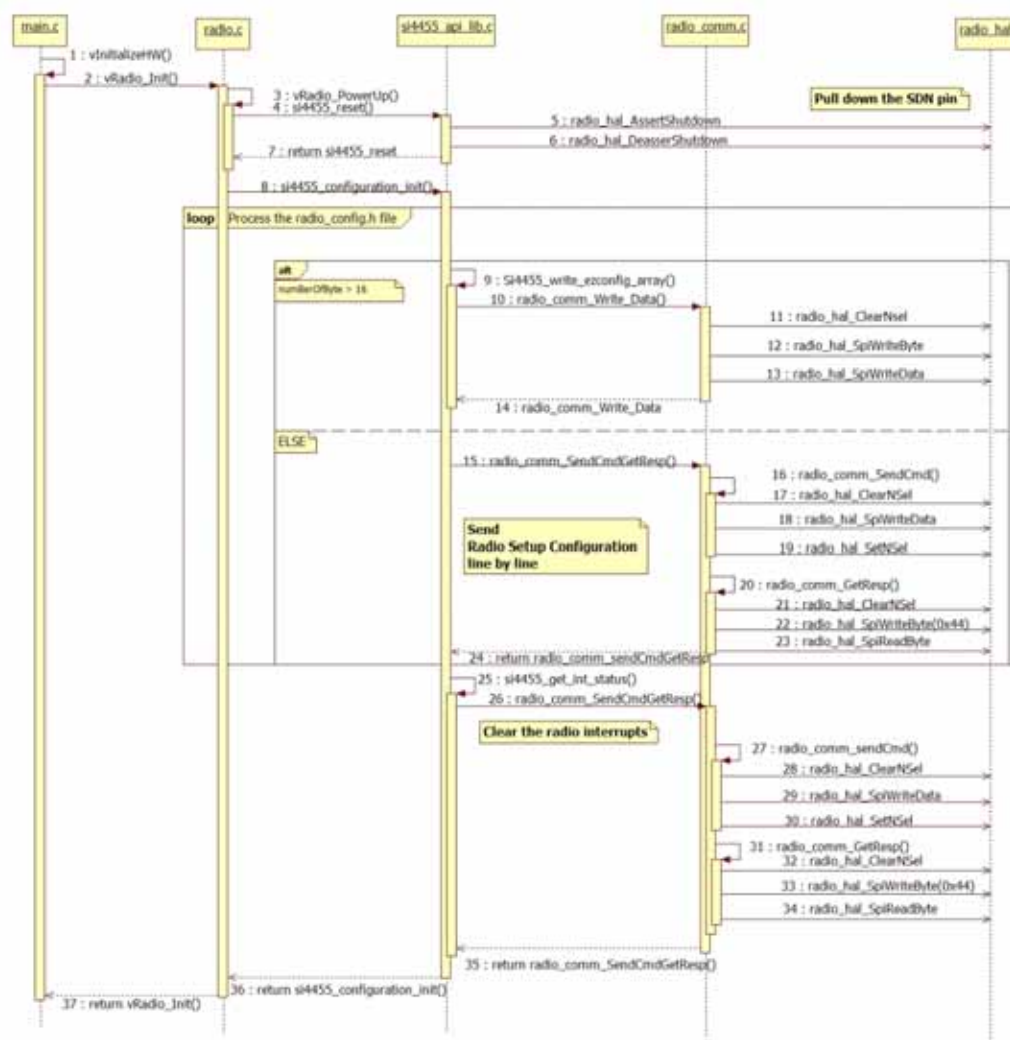 main.c
radio.c
si4455_api_lib.c
radio_comm.c
radio_hal
1 : vInitializeHW()
2 : vRadio_Init()
3 : vRadio_PowerUp()
4 : si4455_reset()
Pull down the SDN pin
5 : radio_hal_AssertShutdown
6 : radio_hal_DeasserShutdown
7 : return si4455_reset
8 : si4455_configuration_init()
loop Process the radio_config.h file
alt
numberOfByte > 16
9 : Si4455_write_ezconfig_array()
10 : radio_comm_Write_Data()
11 : radio_hal_ClearNsel
12 : radio_hal_SpiWriteByte
13 : radio_hal_SpiWriteData
14 : radio_comm_Write_Data
ELSE
15 : radio_comm_SendCmdGetResp()
16 : radio_comm_SendCmd()
17 : radio_hal_ClearNSel
18 : radio_hal_SpiWriteData
19 : radio_hal_SetNSel
Send
Radio Setup Configuration
line by line
20 : radio_comm_GetResp()
21 : radio_hal_ClearNSel
22 : radio_hal_SpiWriteByte(0x44)
23 : radio_hal_SpiReadByte
24 : return radio_comm_sendCmdGetResp
25 : si4455_get_int_status()
26 : radio_comm_SendCmdGetResp()
Clear the radio interrupts
27 : radio_comm_sendCmd()
28 : radio_hal_ClearNSel
29 : radio_hal_SpiWriteData
30 : radio_hal_SetNSel
31 : radio_comm_GetResp()
32 : radio_hal_ClearNSel
33 : radio_hal_SpiWriteByte(0x44)
34 : radio_hal_SpiReadByte
35 : return radio_comm_SendCmdGetResp()
36 : return si4455_configuration_init()
37 : return vRadio_Init()